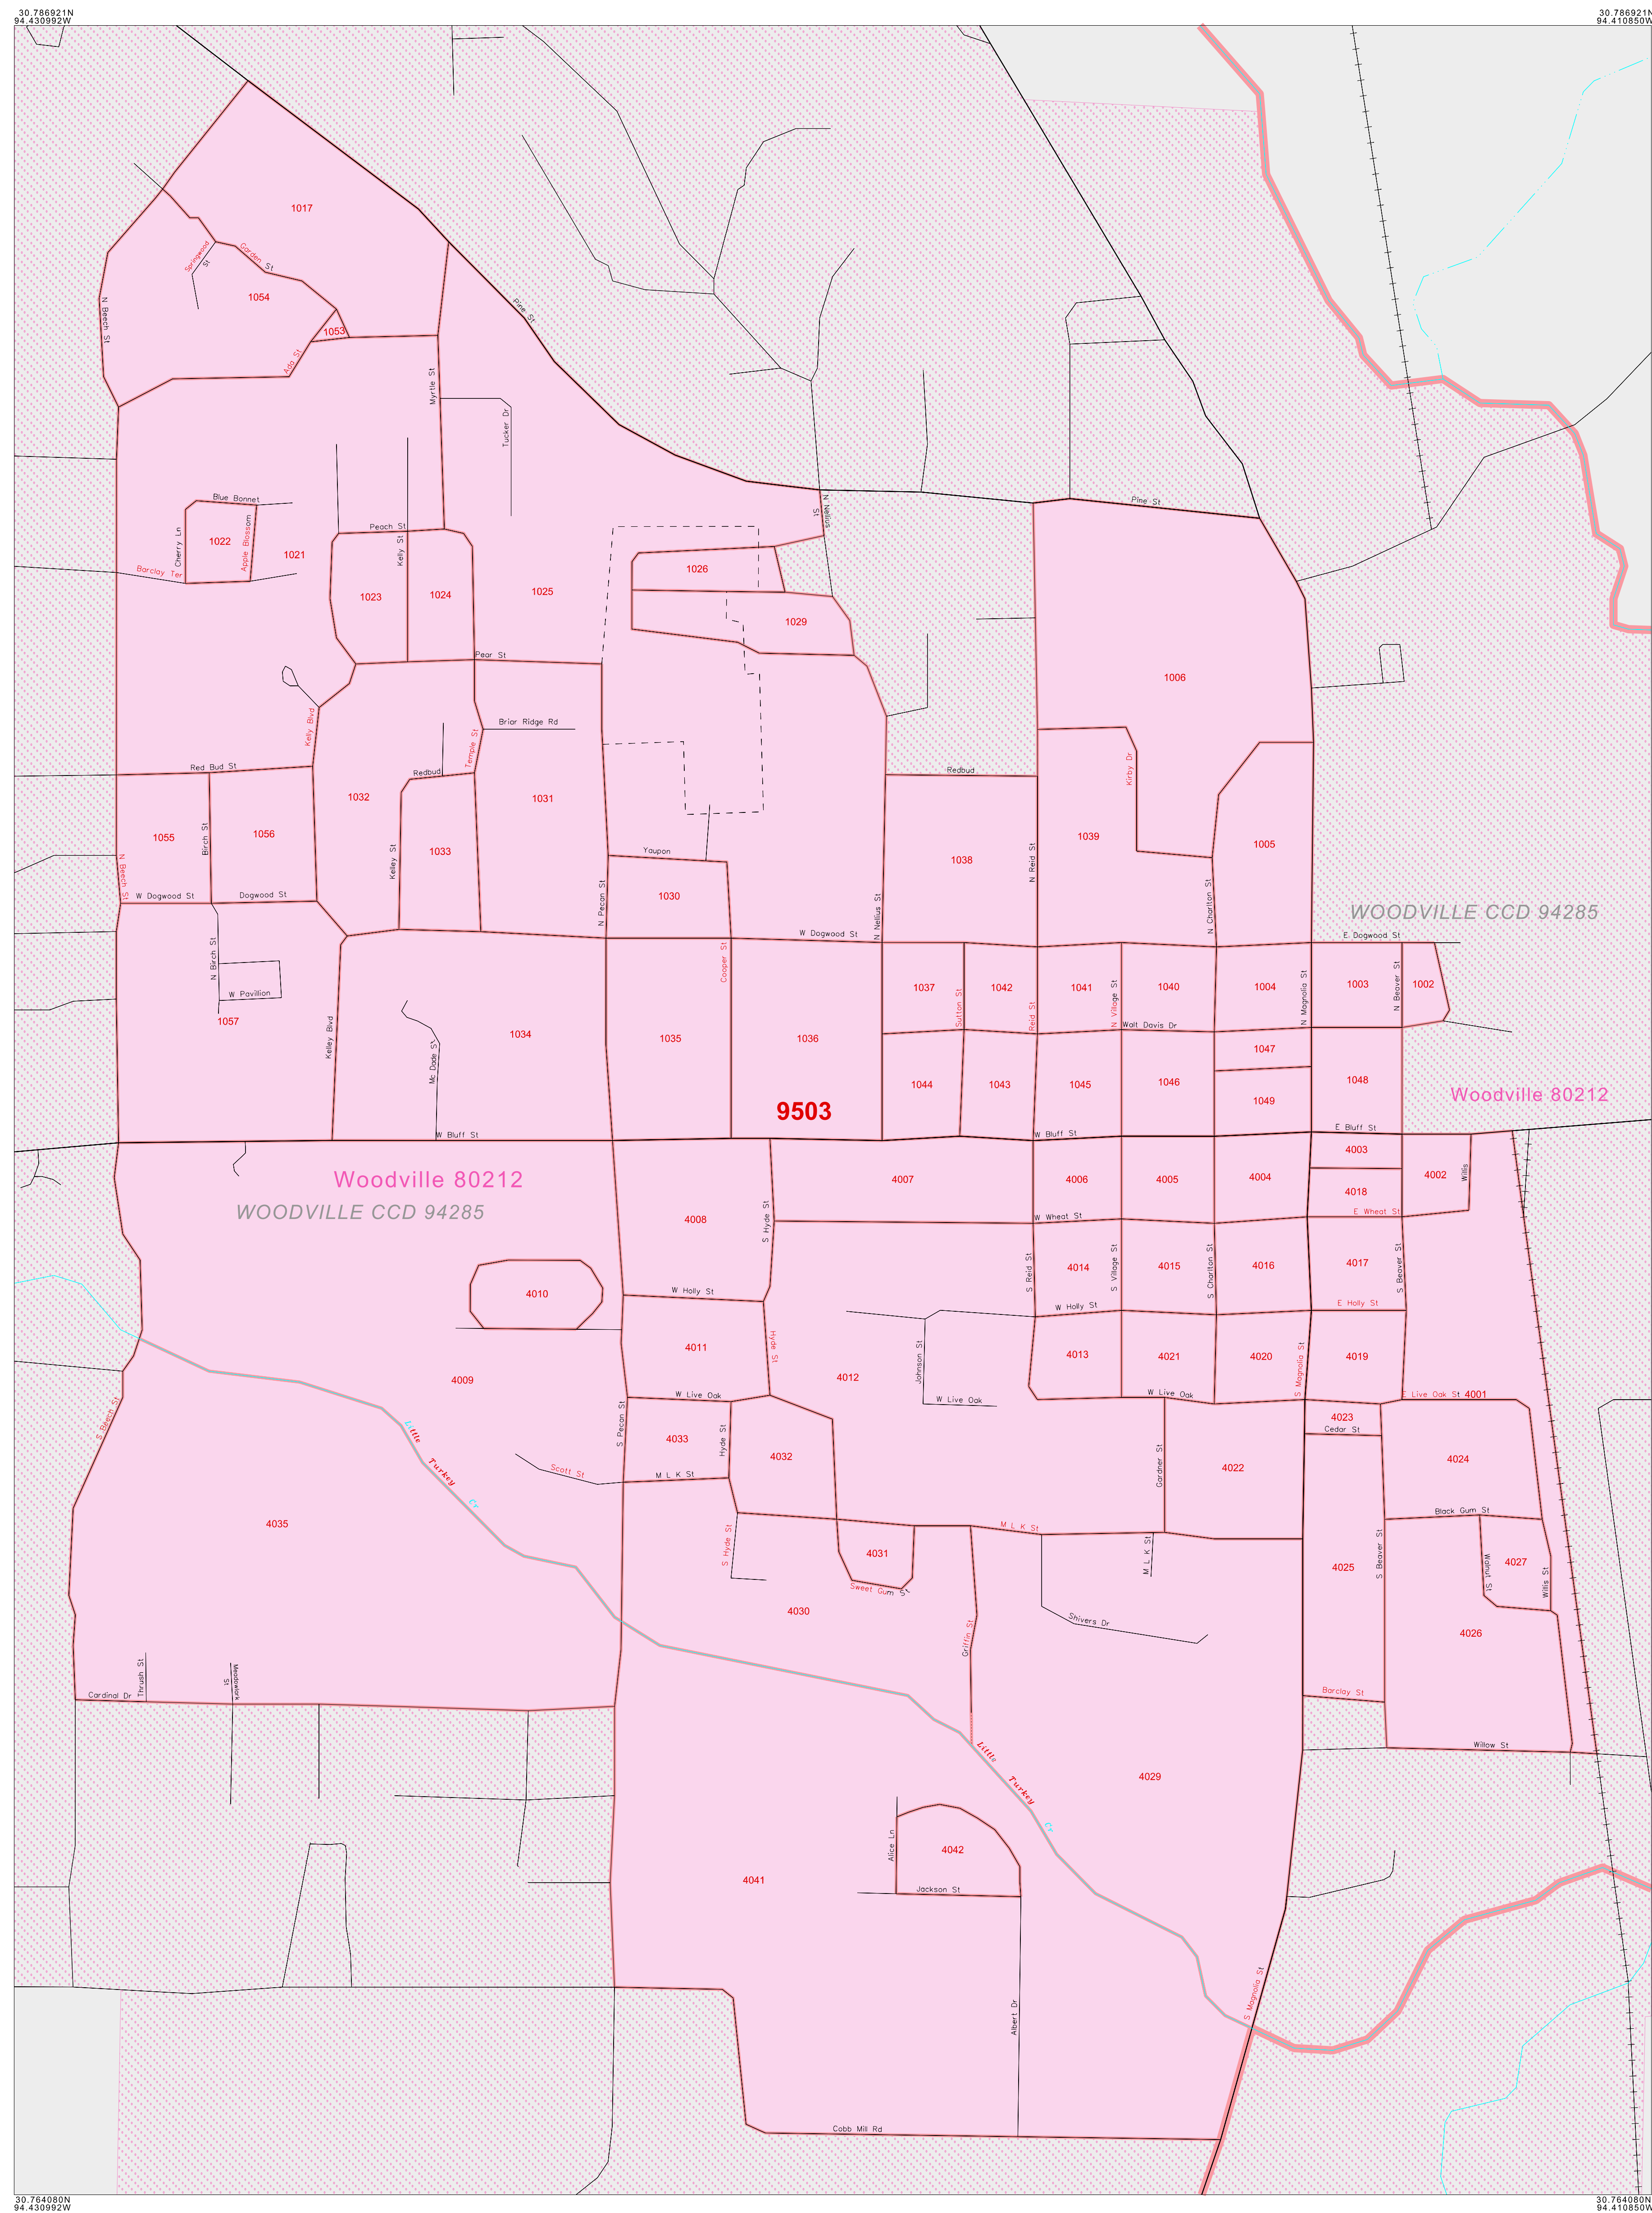 30.786921N
94.430992W
30.786921N
94.410850W
1017
Springwood St
Garden St
1054
N Beech St
1053
Ada St
Pine St
Myrtle St
Tucker Dr
Blue Bonnet
Cherry Ln
1022
Apple Blossom
1021
Barclay Ter
Peach St
Kelly St
1023
1024
1025
N Nellius St
Pine St
1026
1029
Pear St
1006
Kelly Blvd
Temple St
Briar Ridge Rd
Red Bud St
Redbud
Redbud
Kirby Dr
1032
1031
1055
Birch St
1056
Kelley St
1033
Yaupon
1038
N Reid St
1039
1005
N Beech St
W Dogwood St
Dogwood St
1030
N Pecan St
N Nellius St
N Charlton St
WOODVILLE CCD 94285
W Dogwood St
E Dogwood St
N Birch St
W Pavillion
1057
Kelley Blvd
Mc Dade St
1034
1035
Cooper St
1036
1037
Sutton St
1042
Reid St
1041
N Village St
1040
1004
N Magnolia St
1003
N Beaver St
1002
Walt Davis Dr
1044
1043
1045
1046
1047
1049
1048
9503
Woodville 80212
W Bluff St
W Bluff St
E Bluff St
Woodville 80212
WOODVILLE CCD 94285
4008
S Hyde St
4007
4006
4005
4004
4003
4018
4002
Willis
W Wheat St
E Wheat St
4010
W Holly St
S Reid St
4014
S Village St
4015
S Charlton St
4016
4017
S Beaver St
W Holly St
E Holly St
4009
4011
Hyde St
4012
Johnson St
4013
4021
4020
S Magnolia St
4019
W Live Oak
W Live Oak
W Live Oak
E Live Oak St
4001
S Beech St
Little Turkey Cr
S Pecan St
4033
Hyde St
4032
Scott St
M L K St
4023
Cedar St
4024
Gardner St
4022
4035
M L K St
Black Gum St
S Hyde St
4031
Sweet Gum St
M L K St
4025
S Beaver St
Walnut St
4027
Willis St
4030
Griffin St
Shivers Dr
4026
Thrush St
Meadowlark St
Cardinal Dr
Barclay St
Willow St
Little Turkey Cr
4029
4041
Alice Ln
4042
Jackson St
Albert Dr
S Magnolia St
Cobb Mill Rd
30.764080N
94.430992W
30.764080N
94.410850W